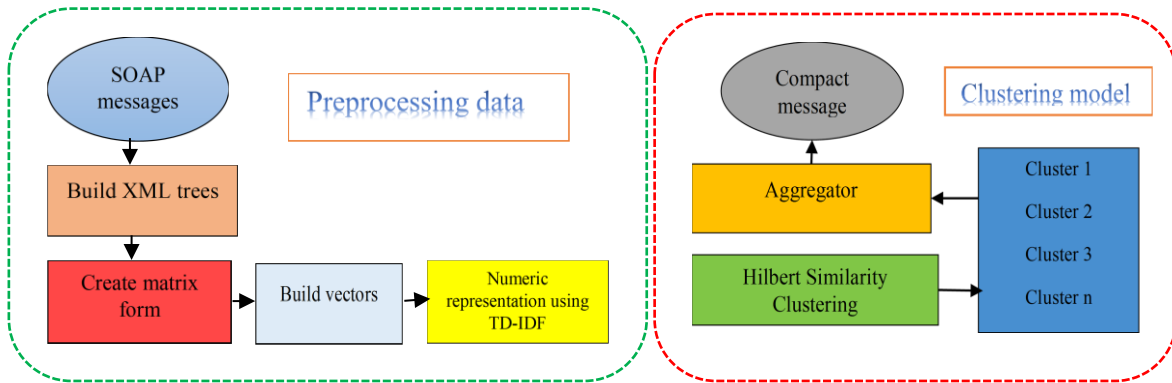 SOAP
messages
Preprocessing data
Build XML trees
Create matrix
form
Build vectors
Numeric
representation using
TD-IDF
Compact
message
Clustering model
Aggregator
Cluster 1
Cluster 2
Cluster 3
Cluster n
Hilbert Similarity
Clustering